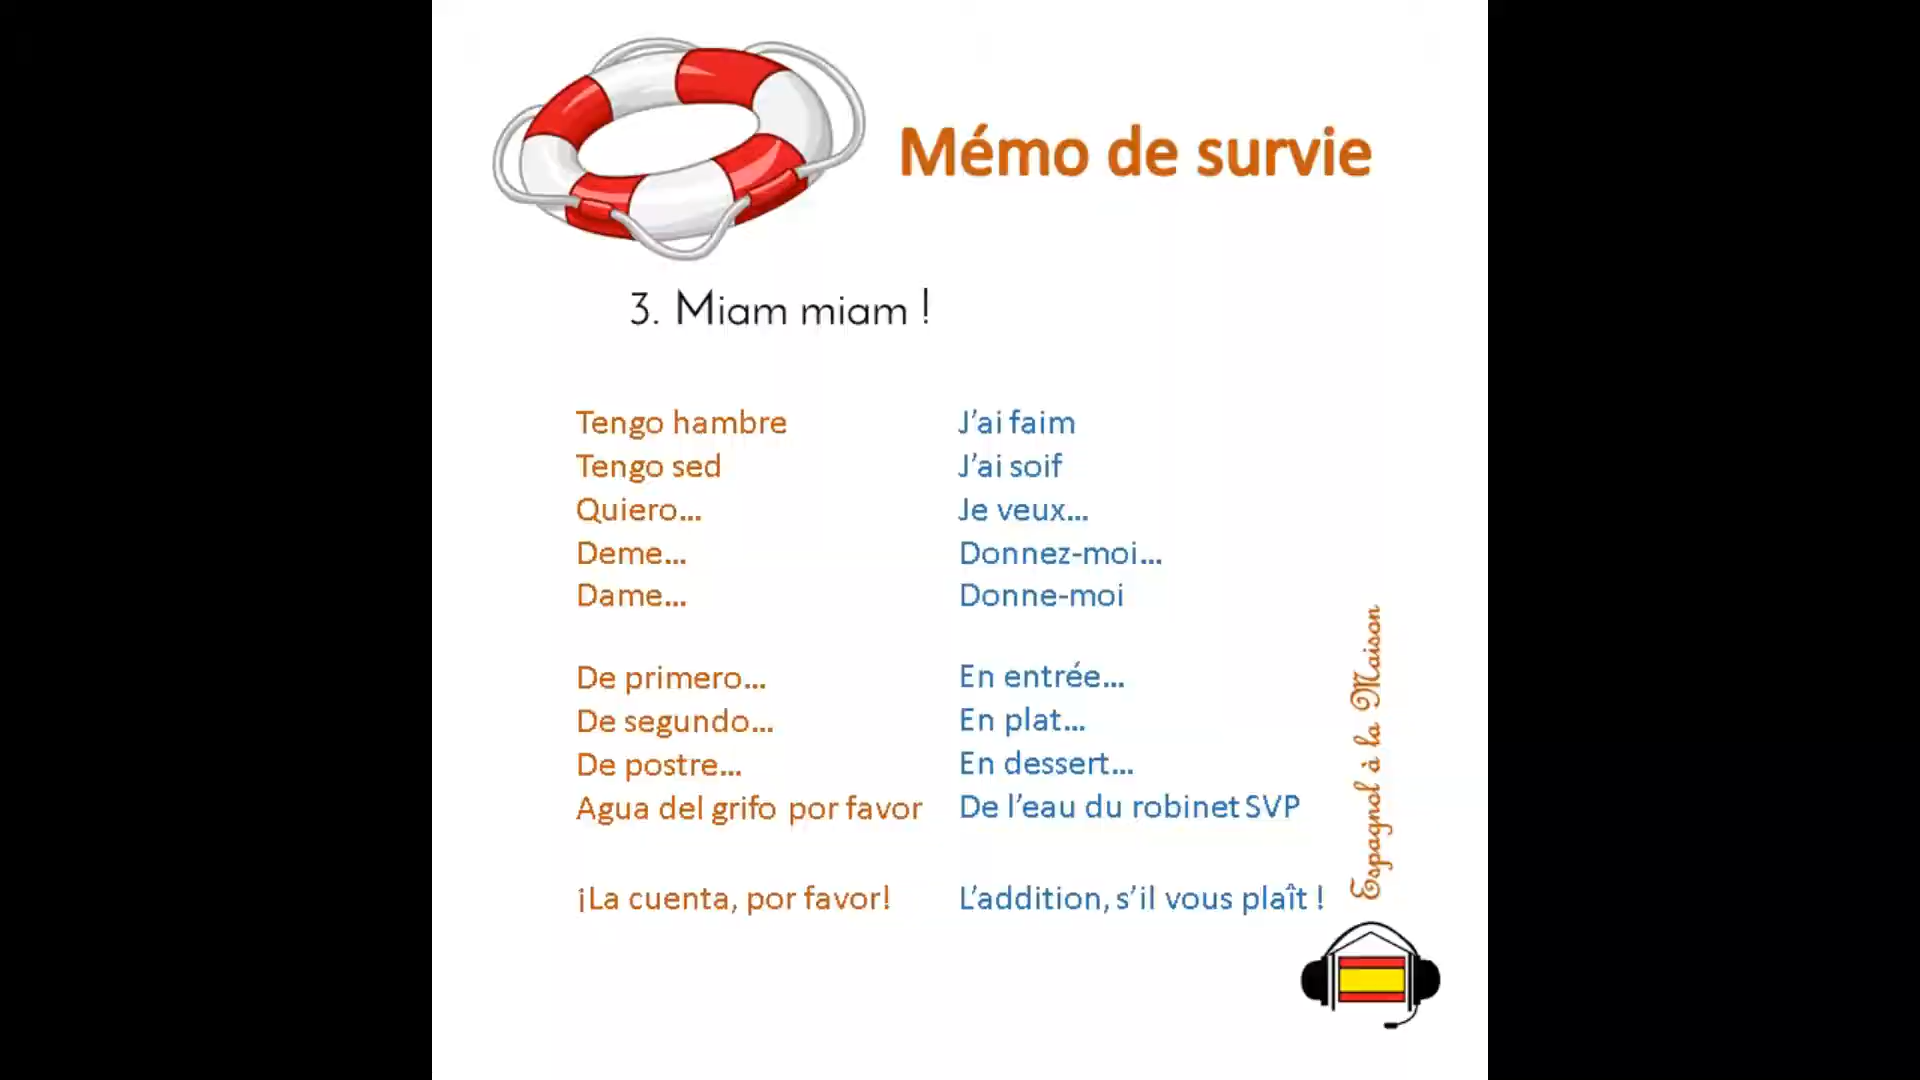 Mémo de survie
3. Miam miam !
Tengo hambre J'ai faim
Tengo sed J'ai soif
Quiero... Je veux...
Deme... Donnez-moi...
Dame... Donne-moi
De primero... En entrée...
De segundo... En plat...
De postre... En dessert...
Agua del grifo por favor De l'eau du robinet SVP
¡La cuenta, por favor! L'addition, s'il vous plaît !
Espagnol à la Maison